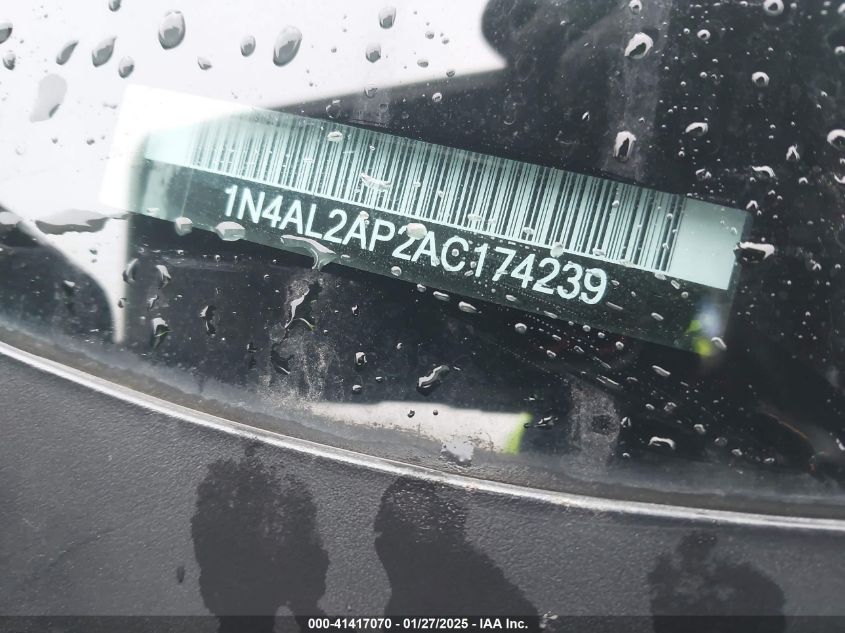 1N4AL2AP2AC174239
000-41417070 - 01/27/2025 - IAA Inc.